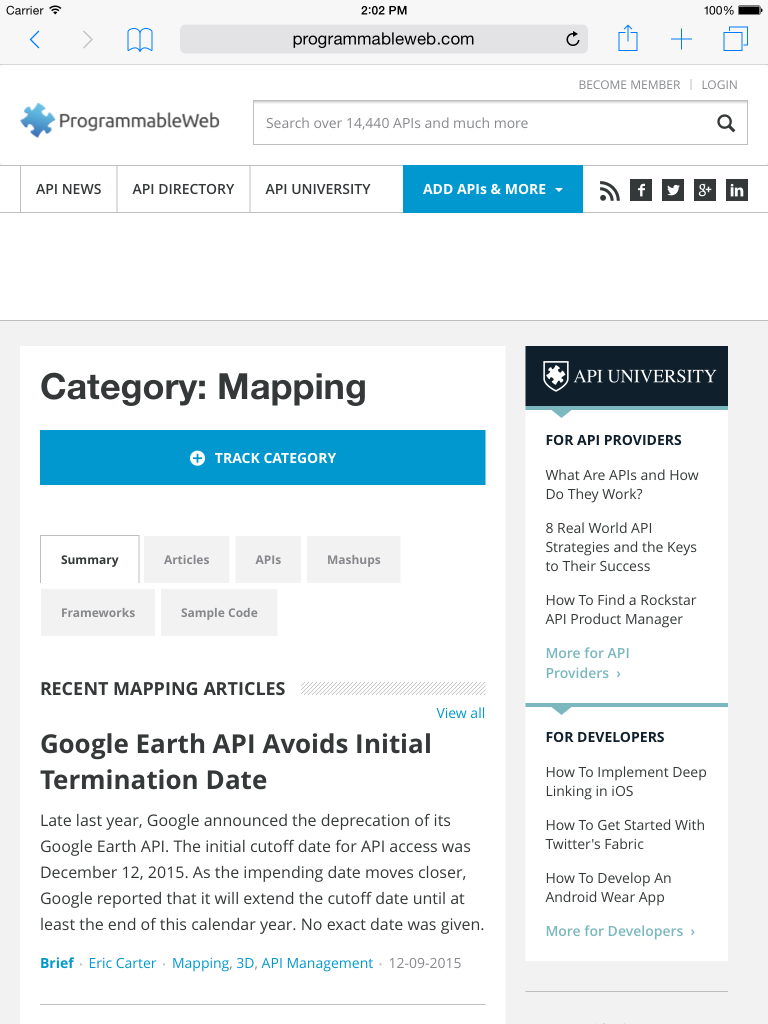 Carrier 2:02 PM 100%
programmableweb.com
BECOME MEMBER | LOGIN
ProgrammableWeb
Search over 14,440 APIs and much more
API NEWS API DIRECTORY API UNIVERSITY ADD APIs & MORE f g+ in
Category: Mapping
TRACK CATEGORY
Summary Articles APIs Mashups
Frameworks Sample Code
RECENT MAPPING ARTICLES
View all
Google Earth API Avoids Initial
Termination Date
Late last year, Google announced the deprecation of its
Google Earth API. The initial cutoff date for API access was
December 12, 2015. As the impending date moves closer,
Google reported that it will extend the cutoff date until at
least the end of this calendar year. No exact date was given.
Brief · Eric Carter · Mapping, 3D, API Management · 12-09-2015
API UNIVERSITY
FOR API PROVIDERS
What Are APIs and How
Do They Work?
8 Real World API
Strategies and the Keys
to Their Success
How To Find a Rockstar
API Product Manager
More for API
Providers ›
FOR DEVELOPERS
How To Implement Deep
Linking in iOS
How To Get Started With
Twitter's Fabric
How To Develop An
Android Wear App
More for Developers ›